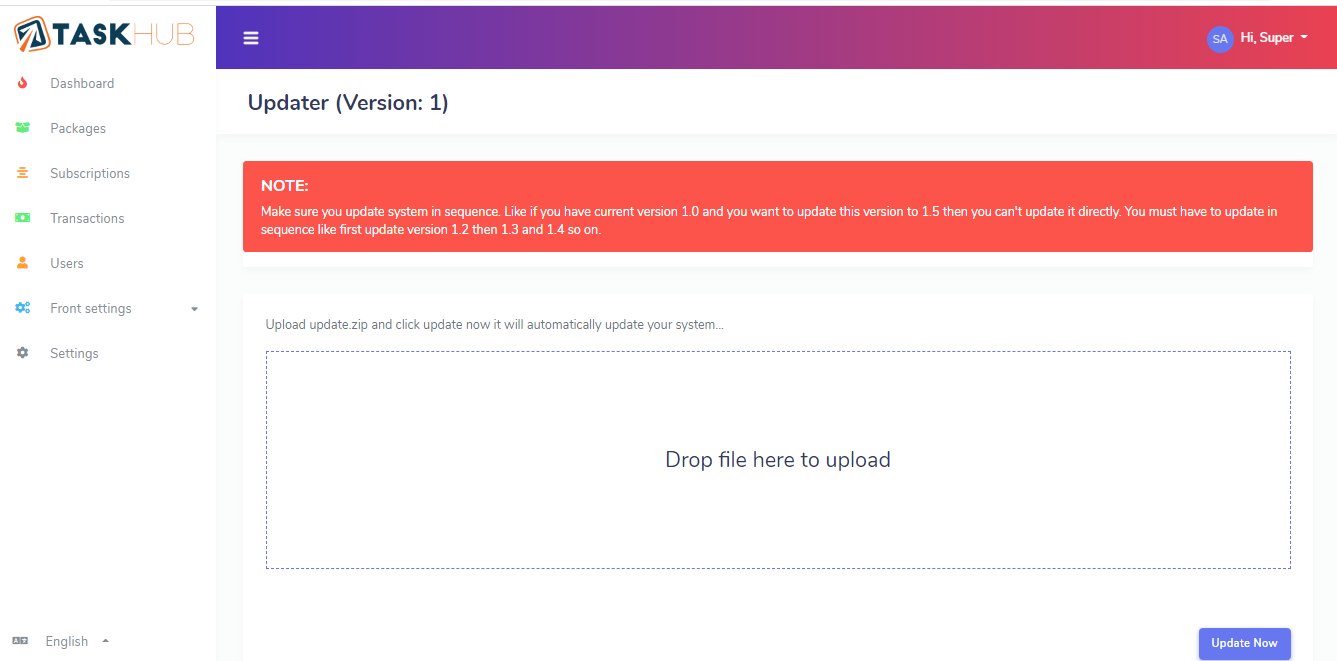 TASKHUB
SA
Hi, Super
Dashboard
Packages
Subscriptions
Transactions
Users
Front settings
Settings
English
Updater (Version: 1)
NOTE:
Make sure you update system in sequence. Like if you have current version 1.0 and you want to update this version to 1.5 then you can't update it directly. You must have to update in
sequence like first update version 1.2 then 1.3 and 1.4 so on.
Upload update.zip and click update now it will automatically update your system...
Drop file here to upload
Update Now